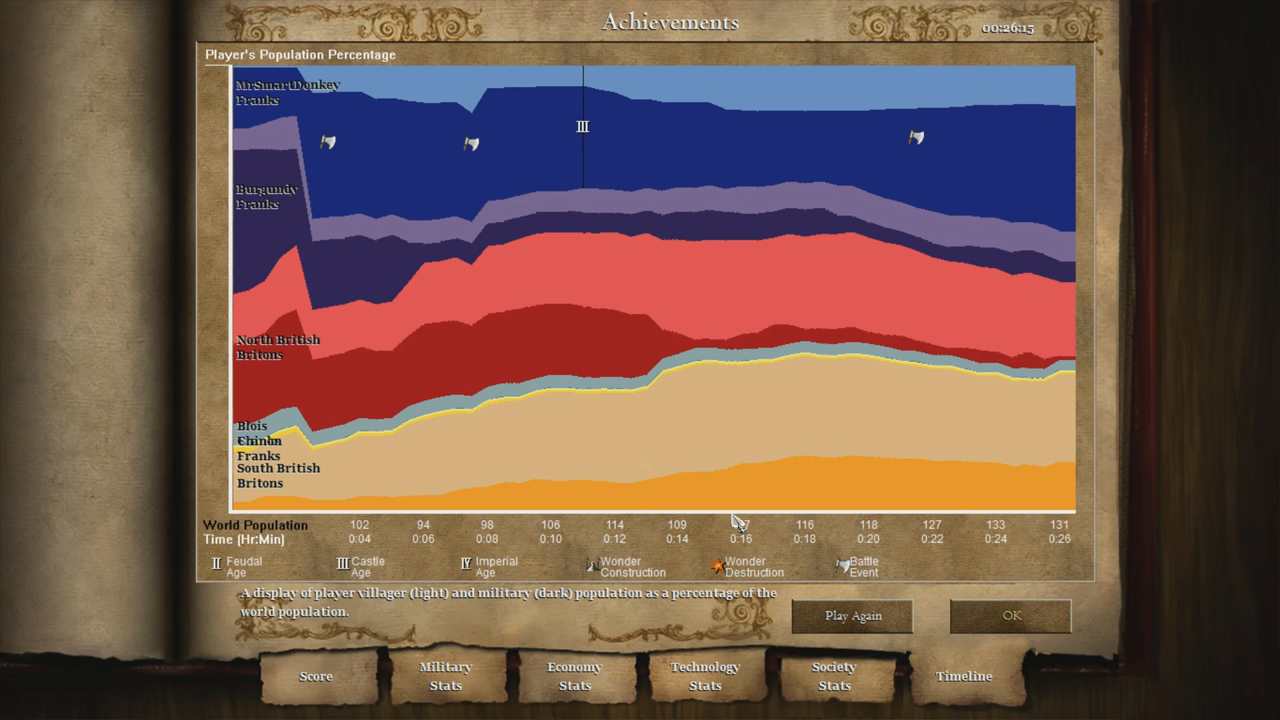 Achievements
00:26:15
Player's Population Percentage
MrSmartDonkey
Franks
III
Burgundy
Franks
North British
Britons
Blois
Chinon
Franks
South British
Britons
World Population 102 94 98 106 114 109 116 118 127 133 131
Time (Hr:Min) 0:04 0:06 0:08 0:10 0:12 0:14 0:16 0:18 0:20 0:22 0:24 0:26
II Feudal Age
III Castle Age
IV Imperial Age
Wonder Construction
Wonder Destruction
Battle Event
A display of player villager (light) and military (dark) population as a percentage of the
world population.
Play Again
OK
Score
Military Stats
Economy Stats
Technology Stats
Society Stats
Timeline